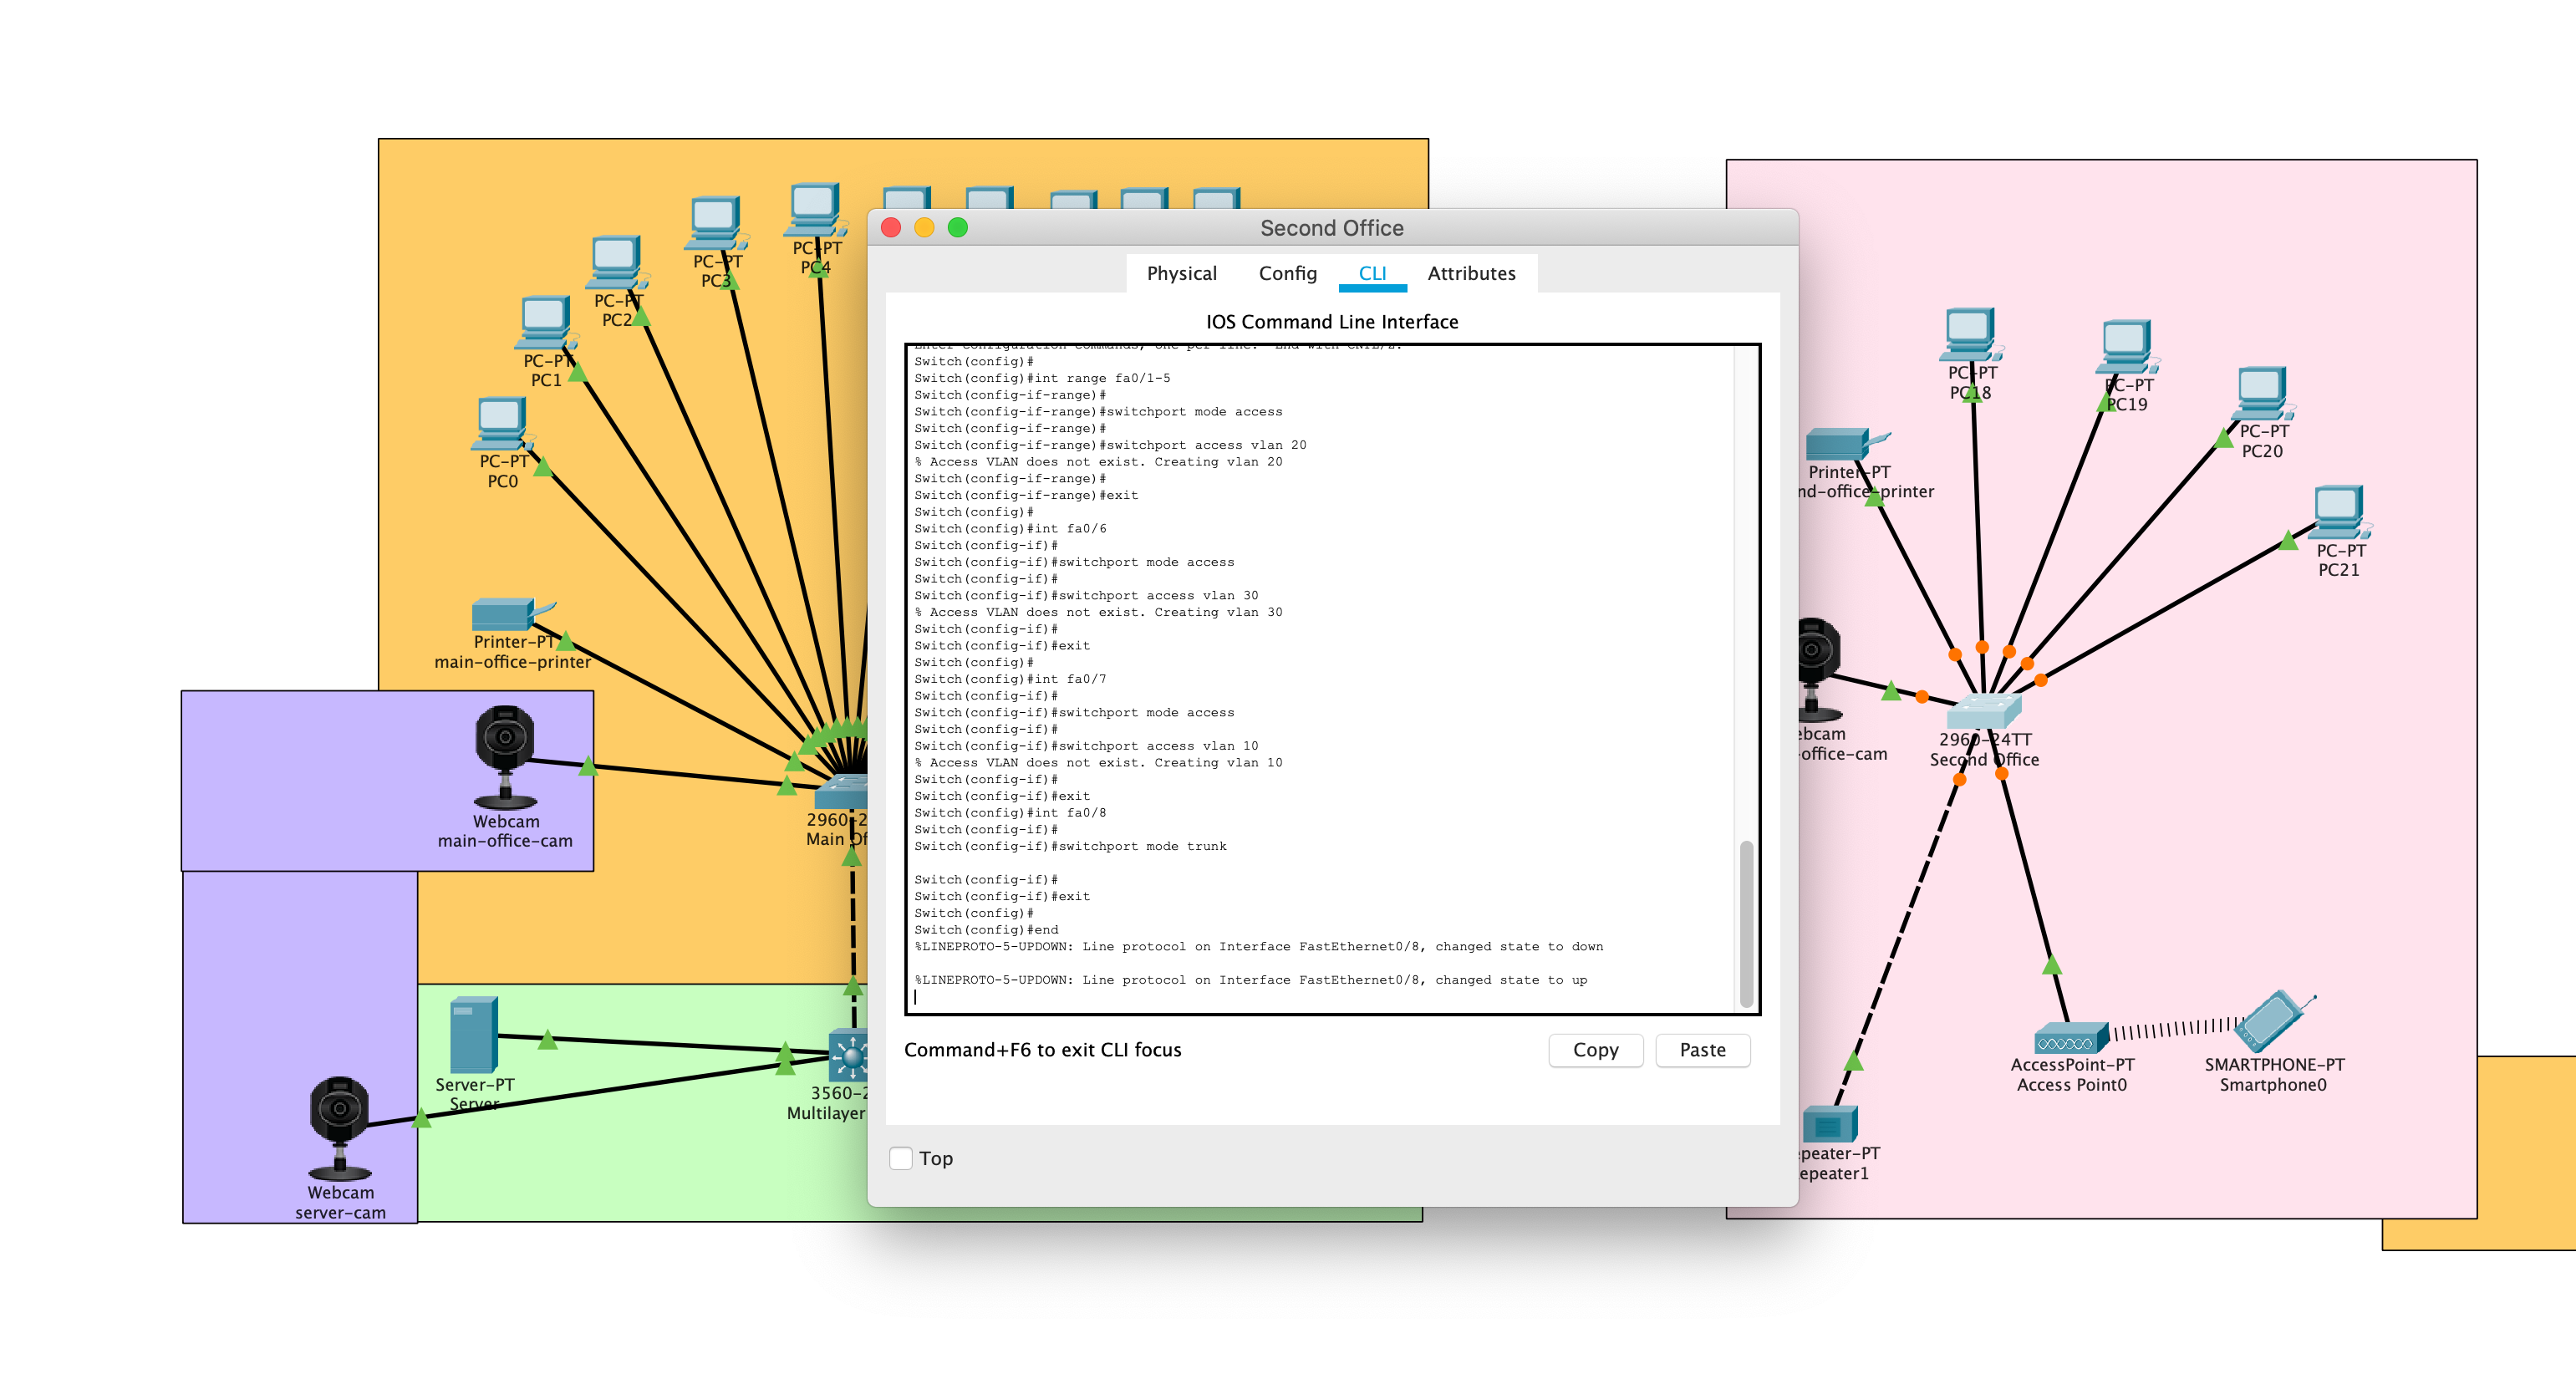 Second Office
Physical
Config
CLI
Attributes
IOS Command Line Interface
Enter configuration commands, one per line. End with CNTL/Z.
Switch(config)#
Switch(config)#int range fa0/1-5
Switch(config-if-range)#
Switch(config-if-range)#switchport mode access
Switch(config-if-range)#
Switch(config-if-range)#switchport access vlan 20
% Access VLAN does not exist. Creating vlan 20
Switch(config-if-range)#
Switch(config-if-range)#exit
Switch(config)#
Switch(config)#int fa0/6
Switch(config-if)#
Switch(config-if)#switchport mode access
Switch(config-if)#
Switch(config-if)#switchport access vlan 30
% Access VLAN does not exist. Creating vlan 30
Switch(config-if)#
Switch(config-if)#exit
Switch(config)#
Switch(config)#int fa0/7
Switch(config-if)#
Switch(config-if)#switchport mode access
Switch(config-if)#
Switch(config-if)#switchport access vlan 10
% Access VLAN does not exist. Creating vlan 10
Switch(config-if)#
Switch(config-if)#exit
Switch(config)#int fa0/8
Switch(config-if)#
Switch(config-if)#switchport mode trunk
Switch(config-if)#
Switch(config-if)#exit
Switch(config)#
Switch(config)#end
%LINEPROTO-5-UPDOWN: Line protocol on Interface FastEthernet0/8, changed state to down
%LINEPROTO-5-UPDOWN: Line protocol on Interface FastEthernet0/8, changed state to up
Command+F6 to exit CLI focus
Copy
Paste
Top
PC-PT
PC4
PC-PT
PC3
PC-PT
PC2
PC-PT
PC1
PC-PT
PC0
Printer-PT
main-office-printer
Webcam
main-office-cam
2960-2
Main Of
Server-PT
Server
3560-2
Multilayer
Webcam
server-cam
PC-PT
PC18
PC-PT
PC19
PC-PT
PC20
PC-PT
PC21
Printer-PT
nd-office-printer
ebcam
-office-cam
2960-24TT
Second Office
AccessPoint-PT
Access Point0
SMARTPHONE-PT
Smartphone0
epeater-PT
epeater1